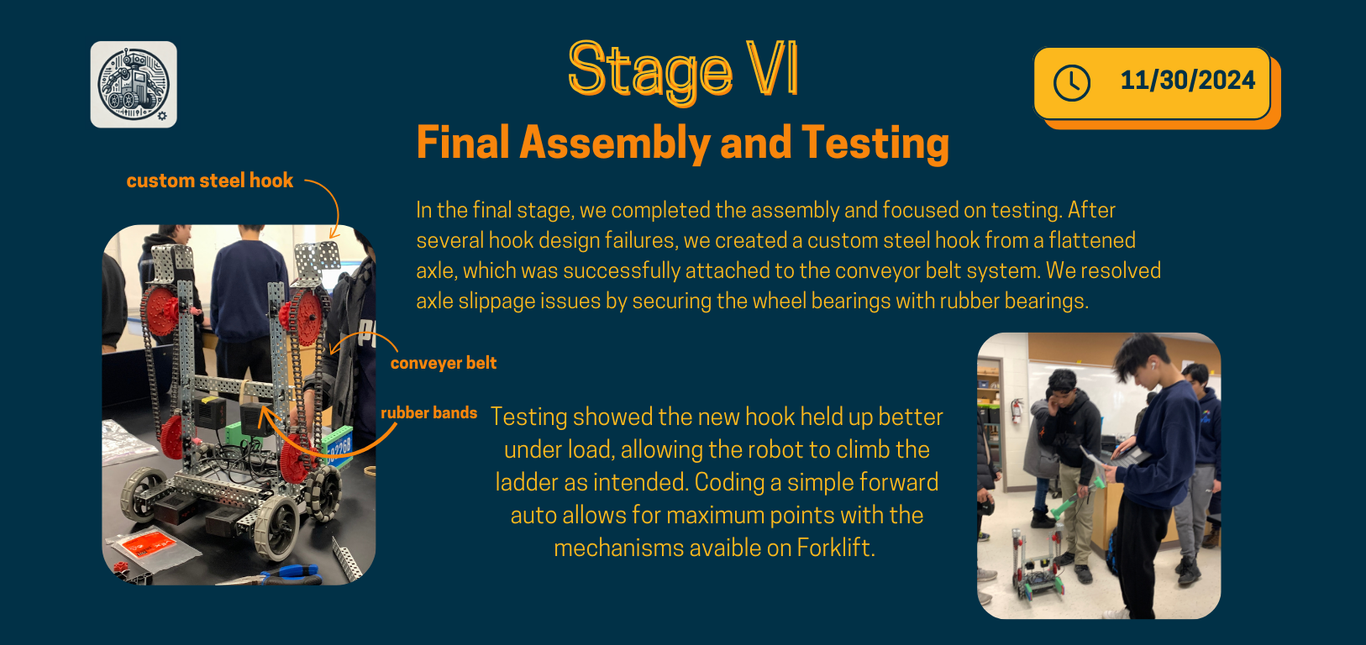 Stage VI
11/30/2024
Final Assembly and Testing
custom steel hook
In the final stage, we completed the assembly and focused on testing. After
several hook design failures, we created a custom steel hook from a flattened
axle, which was successfully attached to the conveyor belt system. We resolved
axle slippage issues by securing the wheel bearings with rubber bearings.
conveyer belt
rubber bands
Testing showed the new hook held up better
under load, allowing the robot to climb the
ladder as intended. Coding a simple forward
auto allows for maximum points with the
mechanisms avaible on Forklift.